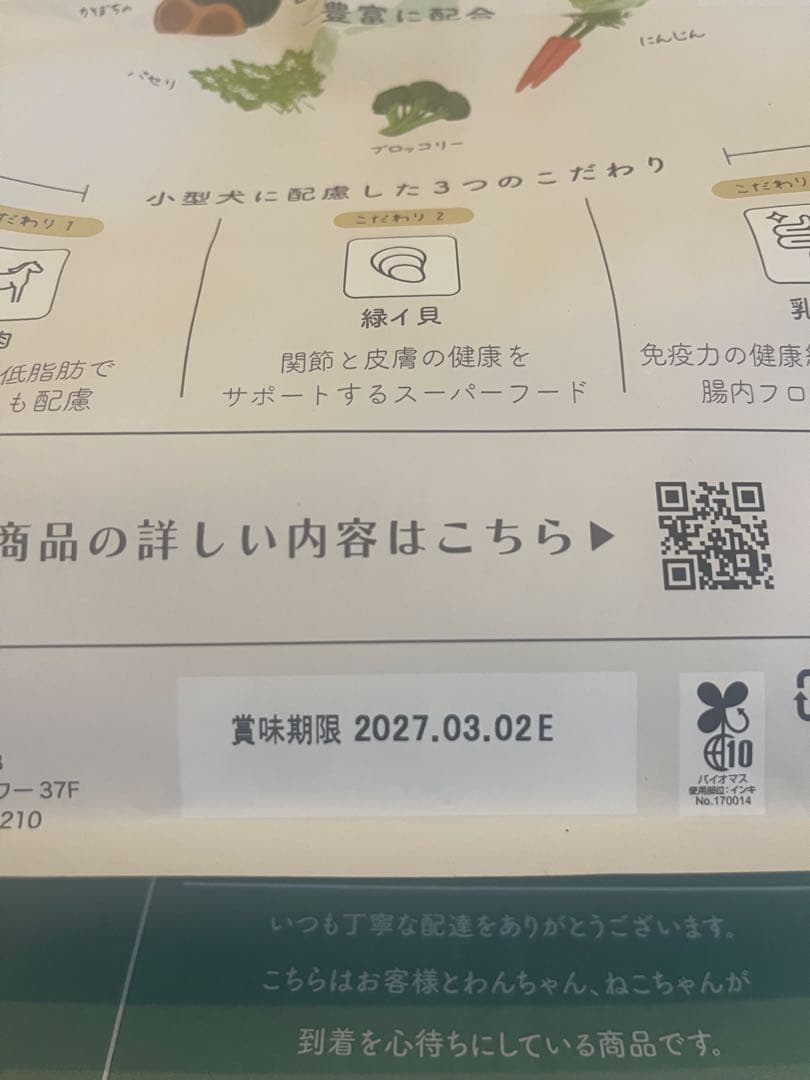 かぼちゃ
豊富に配合
にんじん
パセリ
ブロッコリー
小型犬に配慮した3つのこだわり
こだわり 1
こだわり 2
こだわり
緑イ貝
関節と皮膚の健康を
サポートするスーパーフード
低脂肪で
も配慮
免疫力の健康
腸内フロ
商品の詳しい内容はこちら▶
賞味期限 2027.03.02E
ワー 37F
210
10
バイオマス
使用部位:インキ
No.170014
いつも丁寧な配達をありがとうございます。
こちらはお客様とわんちゃん、ねこちゃんが
到着を心待ちにしている商品です。